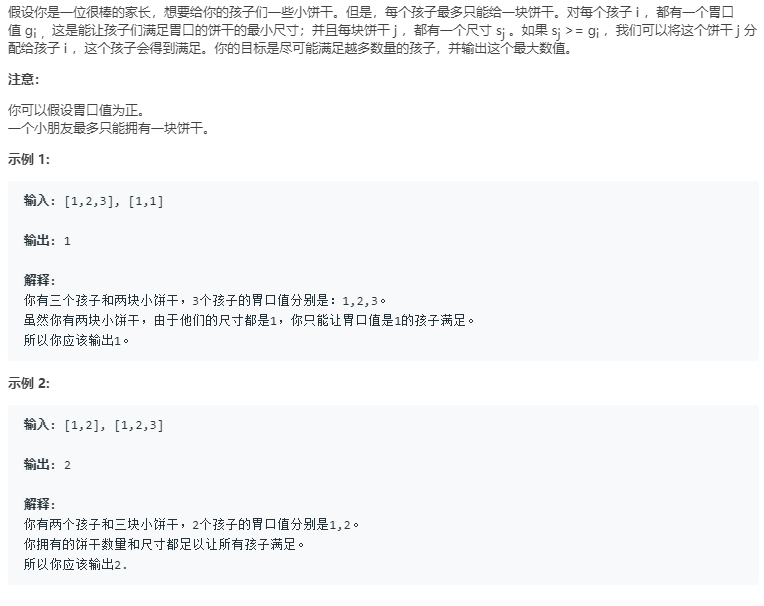 假设你是一位很棒的家长，想要给你的孩子们一些小饼干。但是，每个孩子最多只能给一块饼干。对每个孩子 i ，都有一个胃口
值 gi ，这是能让孩子们满足胃口的饼干的最小尺寸；并且每块饼干 j ，都有一个尺寸 sj 。如果 sj >= gi ，我们可以将这个饼干 j 分
配给孩子 i ，这个孩子会得到满足。你的目标是尽可能满足越多数量的孩子，并输出这个最大数值。
注意：
你可以假设胃口值为正。
一个小朋友最多只能拥有一块饼干。
示例 1:
输入: [1,2,3], [1,1]
输出: 1
解释:
你有三个孩子和两块小饼干，3个孩子的胃口值分别是：1,2,3。
虽然你有两块小饼干，由于他们的尺寸都是1，你只能让胃口值是1的孩子满足。
所以你应该输出1。
示例 2:
输入: [1,2], [1,2,3]
输出: 2
解释:
你有两个孩子和三块小饼干，2个孩子的胃口值分别是1,2。
你拥有的饼干数量和尺寸都足以让所有孩子满足。
所以你应该输出2.